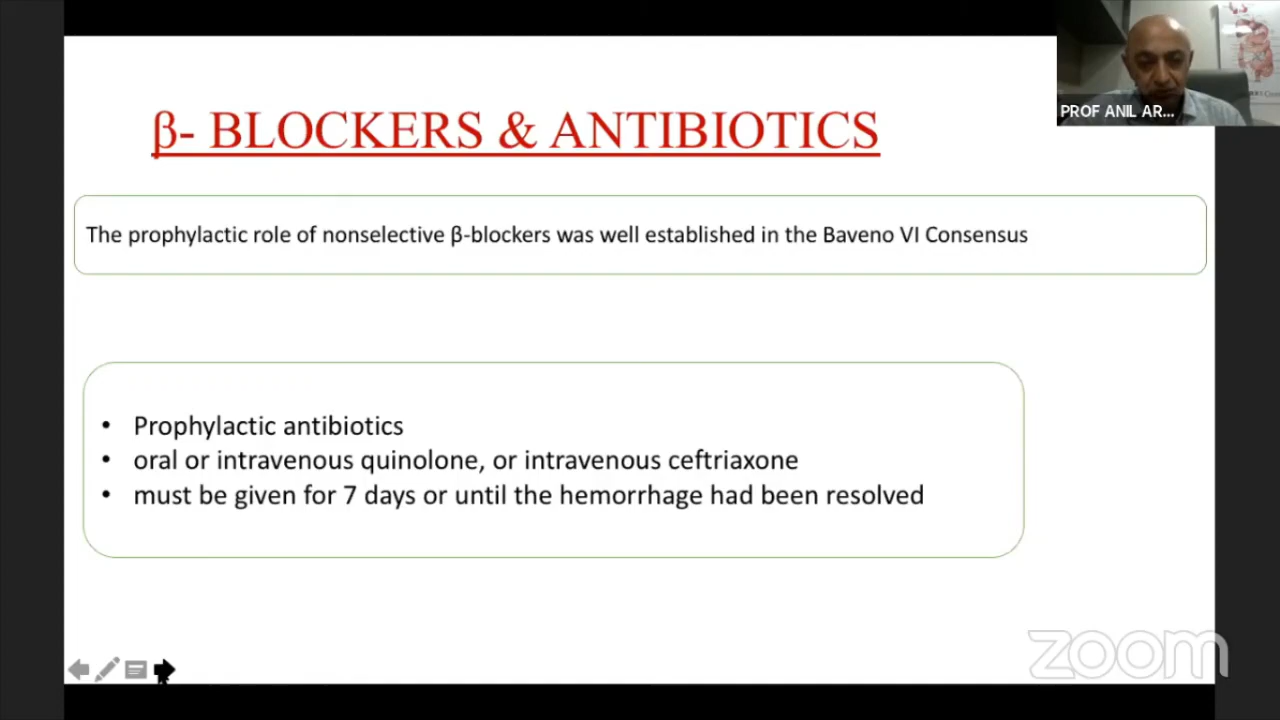 PROF ANIL AR...
β- BLOCKERS & ANTIBIOTICS
The prophylactic role of nonselective β-blockers was well established in the Baveno VI Consensus
• Prophylactic antibiotics
• oral or intravenous quinolone, or intravenous ceftriaxone
• must be given for 7 days or until the hemorrhage had been resolved
zoom